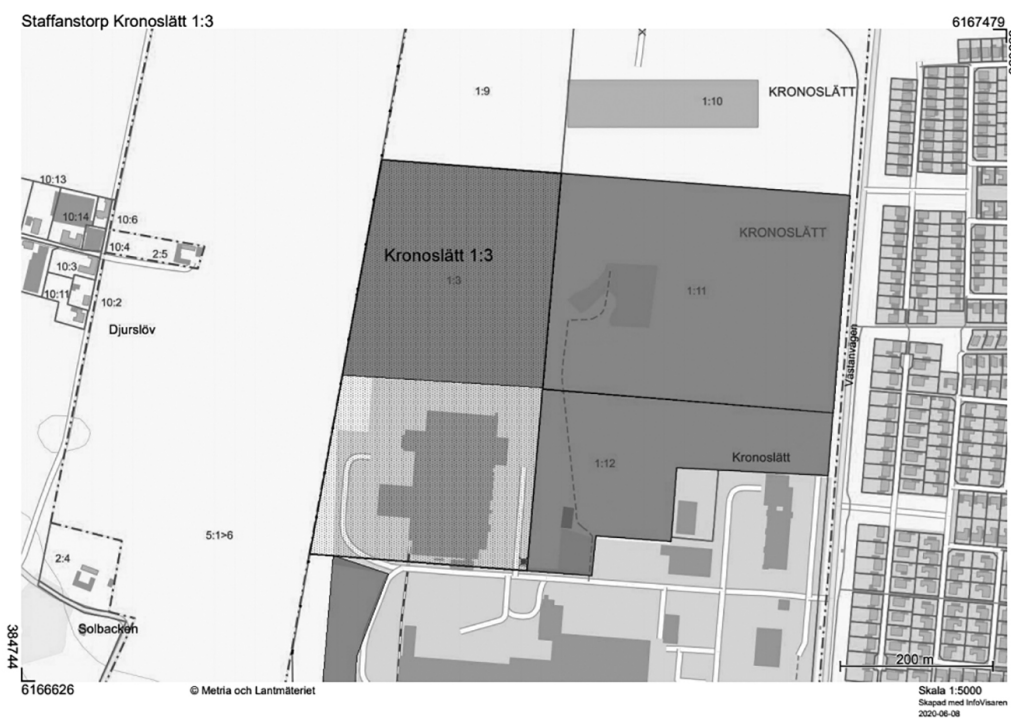 Staffanstorp Kronoslätt 1:3
6167479
1:9
KRONOSLÄTT
1:10
10:13
10:14
10:6
10:4
2:5
10:3
10:11
10:2
Djurslöv
KRONOSLÄTT
Kronoslätt 1:3
1:3
1:11
Västanvägen
Kronoslätt
1:12
5:1>6
2:4
Solbacken
384744
200 m
6166626
© Metria och Lantmäteriet
Skala 1:5000
Skapad med InfoVisaren
2020-06-08